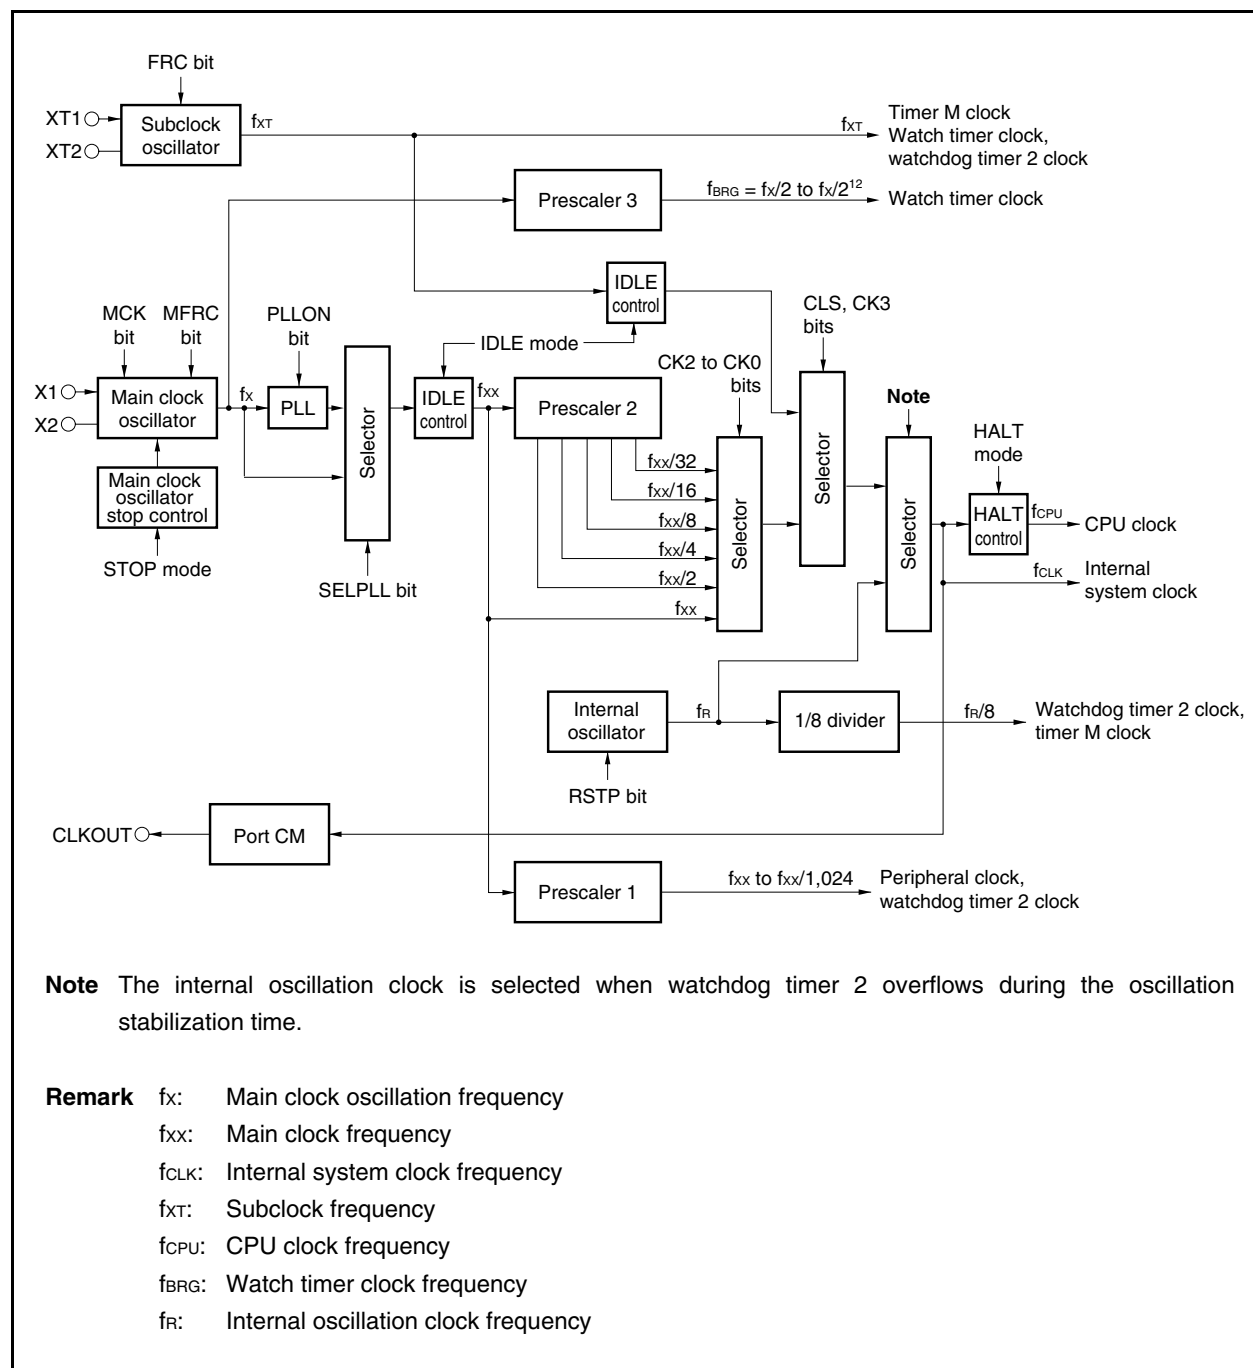 FRC bit
XT1
XT2
Subclock
oscillator
fXT
fXT
Timer M clock
Watch timer clock,
watchdog timer 2 clock
Prescaler 3
fBRG = fX/2 to fX/2¹²
Watch timer clock
IDLE
control
CLS, CK3
bits
MCK
bit
MFRC
bit
PLLON
bit
IDLE mode
CK2 to CK0
bits
X1
X2
Main clock
oscillator
fX
PLL
Selector
IDLE
control
fXX
Prescaler 2
Note
HALT
mode
Main clock
oscillator
stop control
STOP mode
SELPLL bit
fXX/32
fXX/16
fXX/8
fXX/4
fXX/2
fXX
Selector
Selector
Selector
HALT
control
fCPU
CPU clock
fCLK
Internal
system clock
Internal
oscillator
fR
1/8 divider
fR/8
Watchdog timer 2 clock,
timer M clock
RSTP bit
CLKOUT
Port CM
Prescaler 1
fXX to fXX/1,024
Peripheral clock,
watchdog timer 2 clock
Note The internal oscillation clock is selected when watchdog timer 2 overflows during the oscillation
stabilization time.
Remark fX: Main clock oscillation frequency
fXX: Main clock frequency
fCLK: Internal system clock frequency
fXT: Subclock frequency
fCPU: CPU clock frequency
fBRG: Watch timer clock frequency
fR: Internal oscillation clock frequency